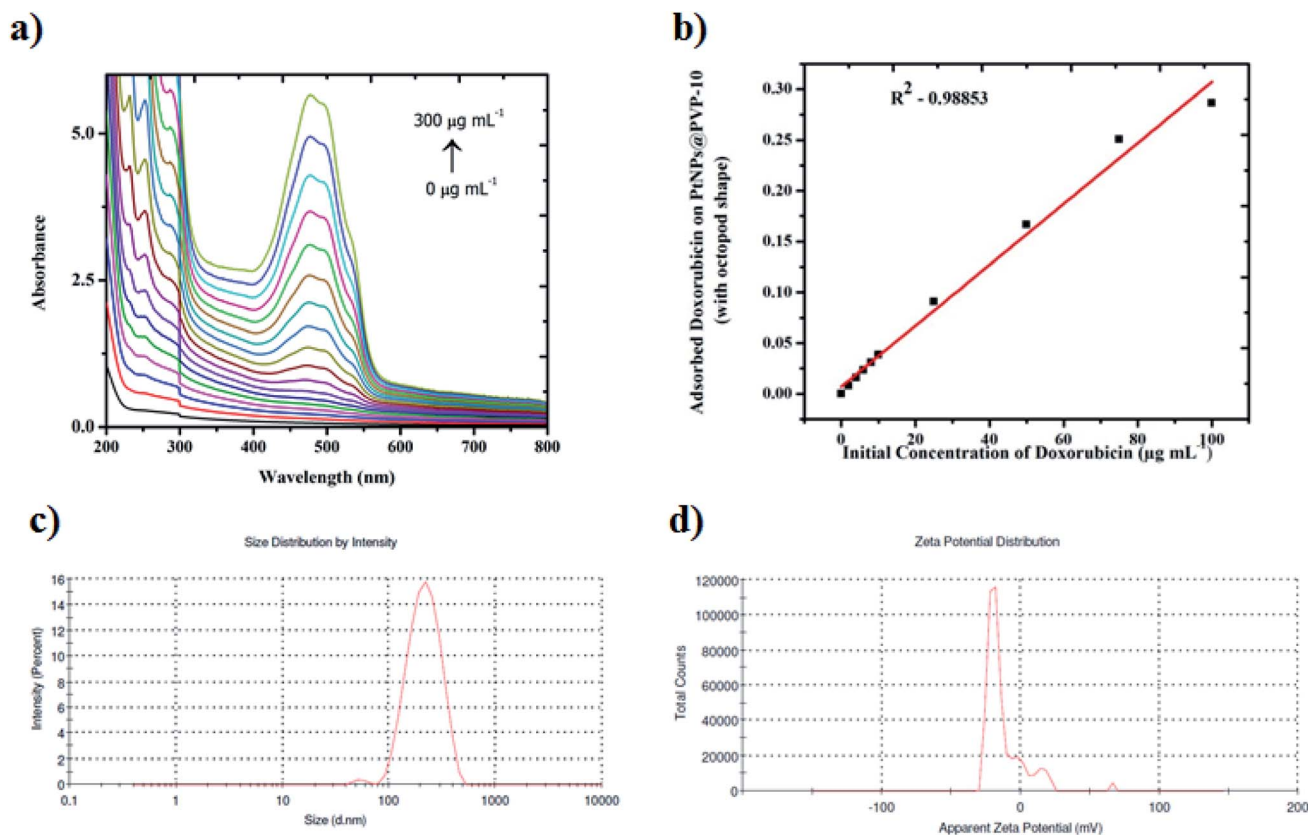 a)
Absorbance
5.0
2.5
0.0
300 µg mL⁻¹
0 µg mL⁻¹
200 300 400 500 600 700 800
Wavelength (nm)
b)
Adsorbed Doxorubicin on PtNPs@PVP-10
(with octopod shape)
0.30
0.25
0.20
0.15
0.10
0.05
0.00
R² - 0.98853
0 20 40 60 80 100
Initial Concentration of Doxorubicin (µg mL⁻¹)
c)
Size Distribution by Intensity
Intensity (Percent)
16
14
12
10
8
6
4
2
0
0.1 1 10 100 1000 10000
Size (d.nm)
d)
Zeta Potential Distribution
Total Counts
120000
100000
80000
60000
40000
20000
0
-100 0 100 200
Apparent Zeta Potential (mV)